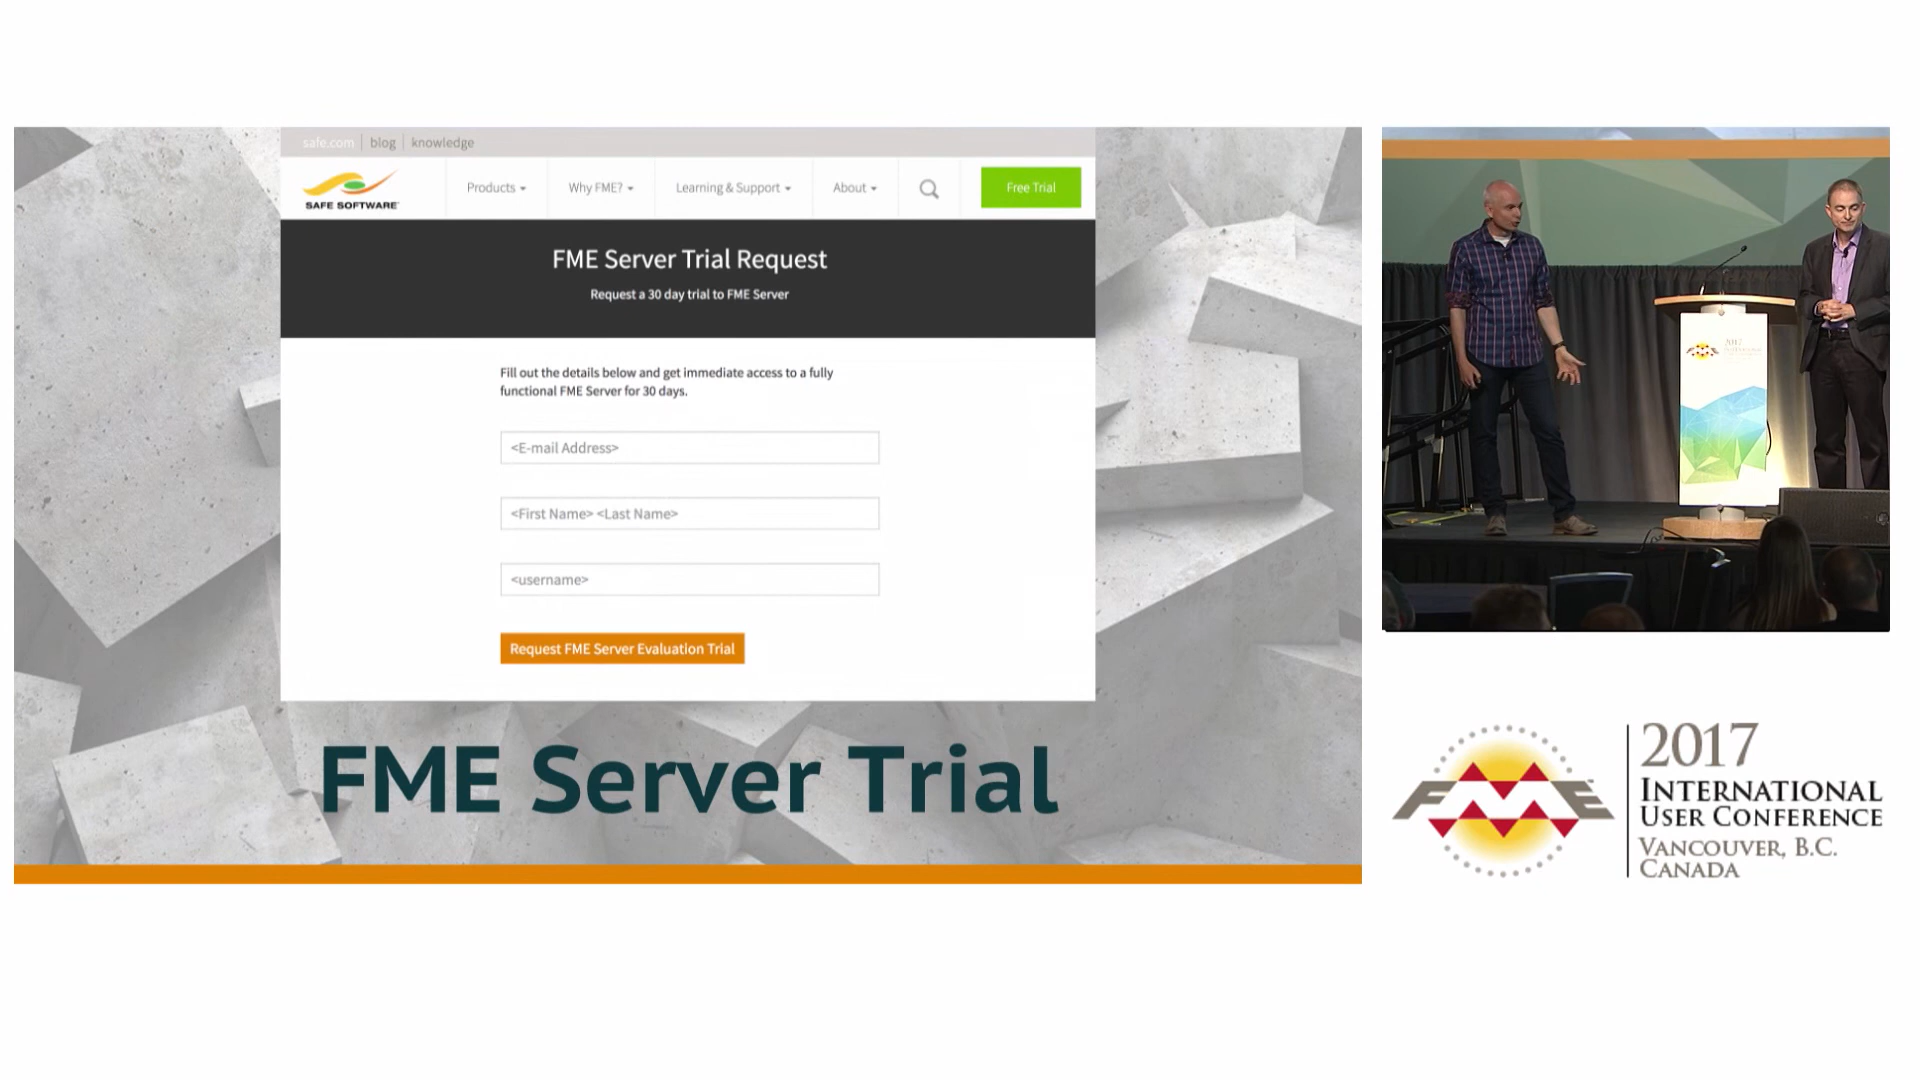 safe.com blog knowledge
SAFE SOFTWARE
Products Why FME? Learning & Support About Free Trial
FME Server Trial Request
Request a 30 day trial to FME Server
Fill out the details below and get immediate access to a fully
functional FME Server for 30 days.
<E-mail Address>
<First Name> <Last Name>
<username>
Request FME Server Evaluation Trial
FME Server Trial
2017
FME
2017
INTERNATIONAL
USER CONFERENCE
VANCOUVER, B.C.
CANADA